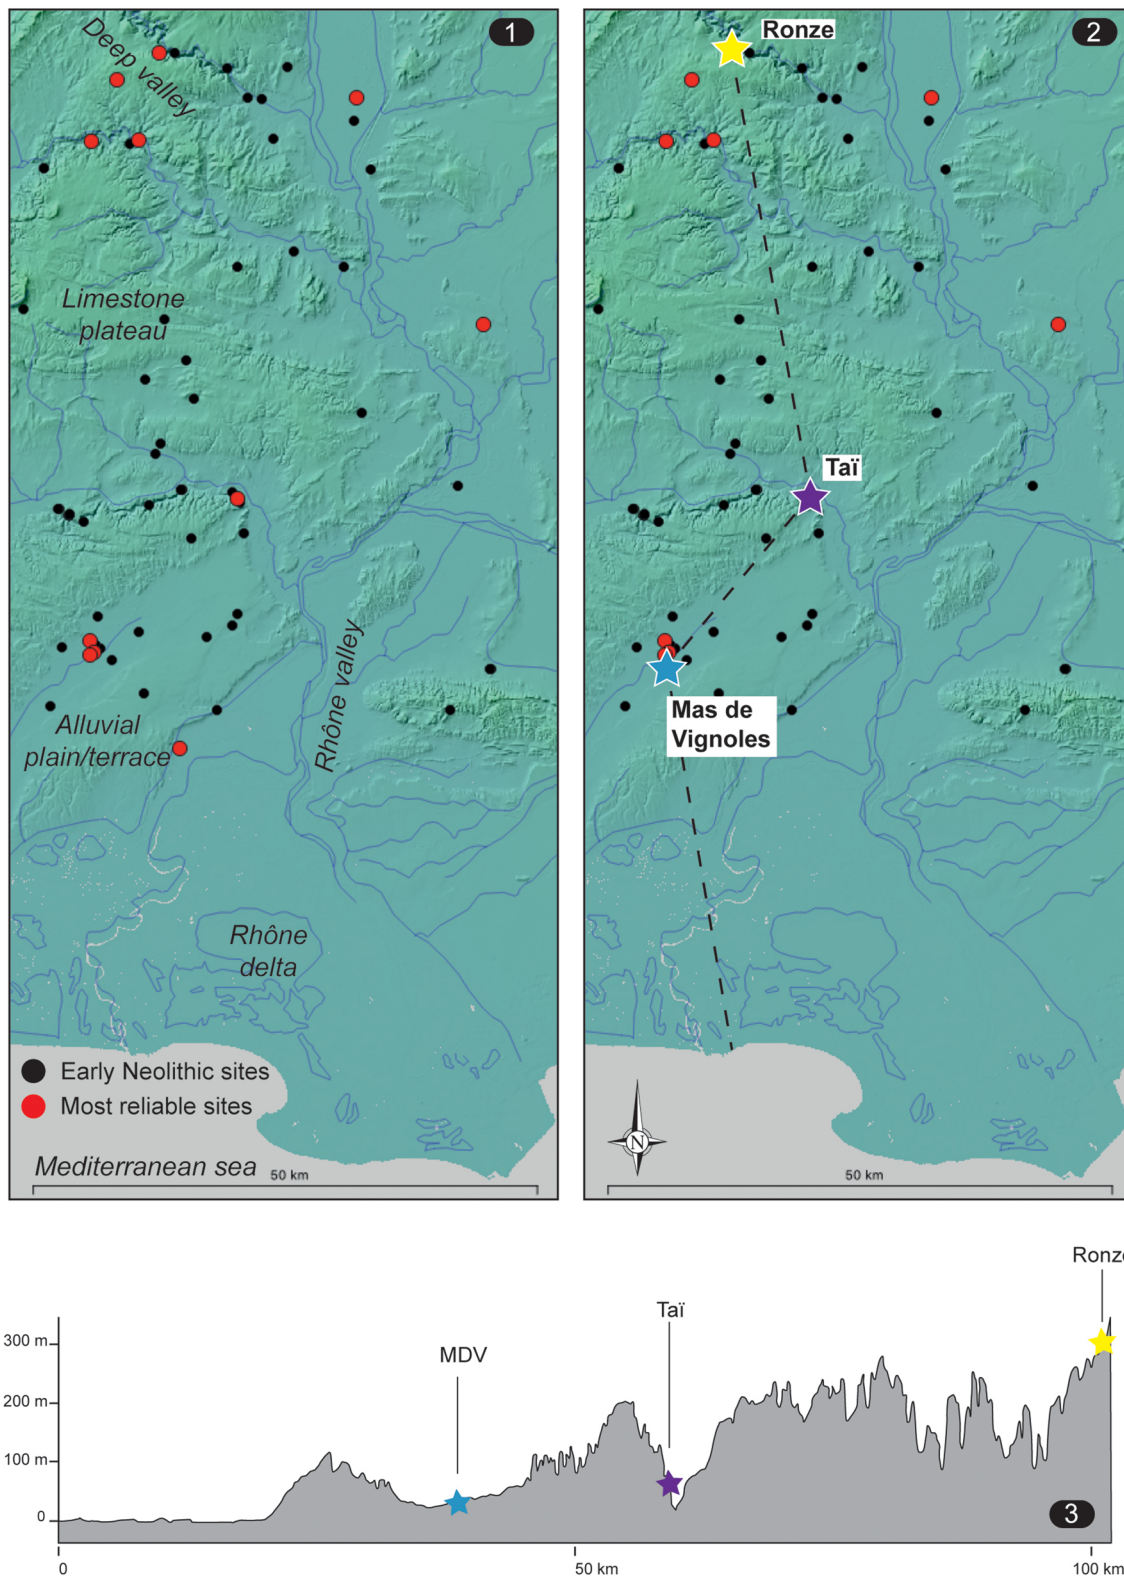 1
Deep valley
Limestone
plateau
Rhône valley
Alluvial
plain/terrace
Rhône
delta
Early Neolithic sites
Most reliable sites
Mediterranean sea
50 km
2
Ronze
Taï
Mas de
Vignoles
N
50 km
Ronze
Taï
MDV
300 m
200 m
100 m
0
3
0
50 km
100 km